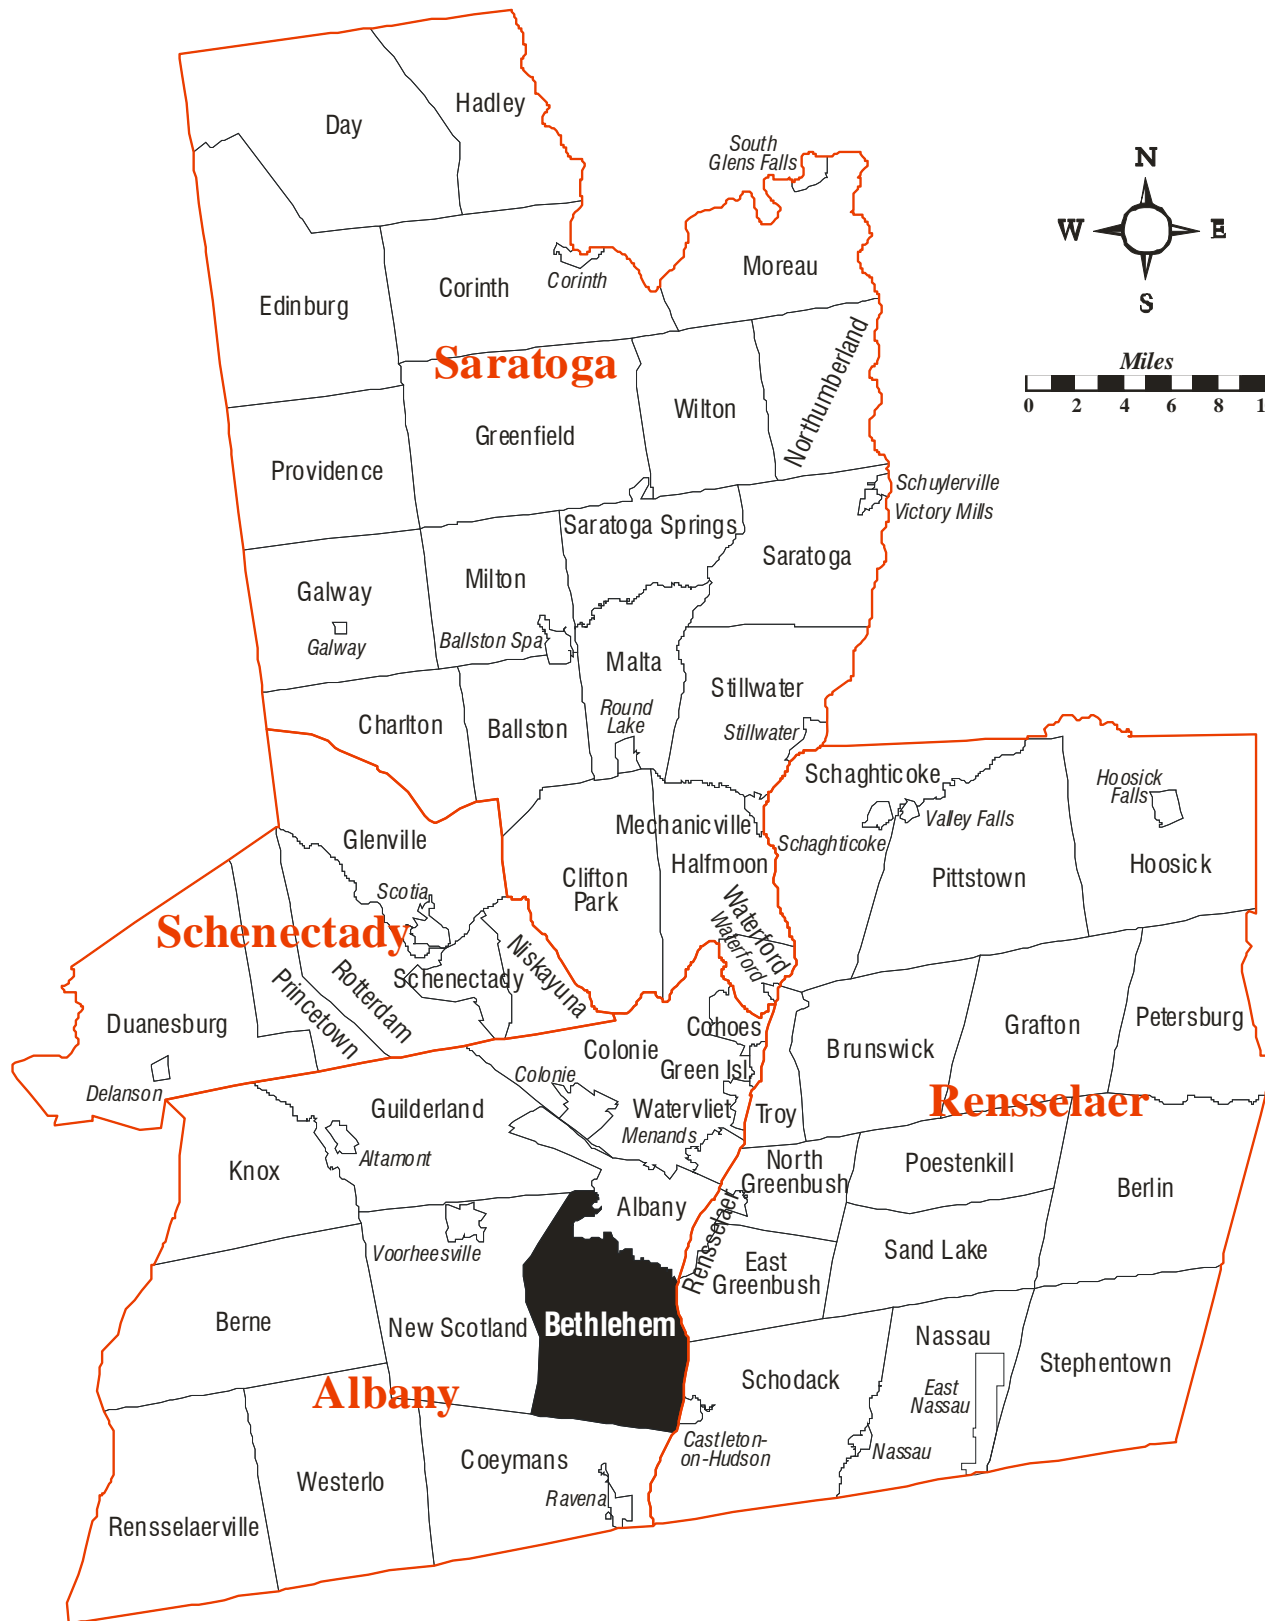 Hadley
Day
South
Glens Falls
N
W
E
S
Moreau
Corinth
Corinth
Edinburg
Saratoga
Miles
0 2 4 6 8 1
Northumberland
Wilton
Greenfield
Providence
Schuylerville
Victory Mills
Saratoga Springs
Saratoga
Milton
Galway
Galway
Ballston Spa
Malta
Stillwater
Round
Lake
Stillwater
Charlton
Ballston
Schaghticoke
Hoosick
Falls
Mechanicville
Valley Falls
Schaghticoke
Glenville
Halfmoon
Hoosick
Clifton
Park
Pittstown
Scotia
Waterford
Waterford
Schenectady
Niskayuna
Rotterdam
Schenectady
Princetown
Duanesburg
Cohoes
Grafton
Petersburg
Brunswick
Colonie
Green Isl
Colonie
Delanson
Rensselaer
Guilderland
Watervliet
Troy
Menands
Altamont
Knox
North
Greenbush
Poestenkill
Berlin
Albany
Rensselaer
Voorheesville
Sand Lake
East
Greenbush
Berne
New Scotland
Bethlehem
Nassau
Stephentown
Schodack
Albany
East
Nassau
Castleton-
on-Hudson
Nassau
Coeymans
Westerlo
Ravena
Rensselaerville